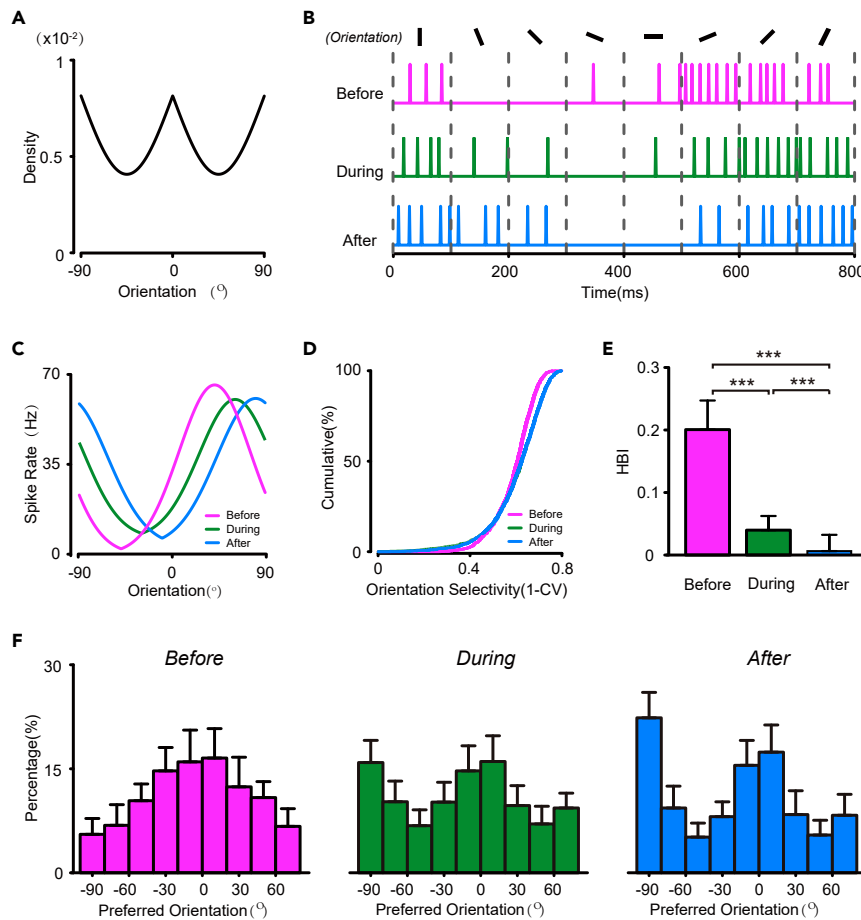 A
(x10-2)
1
0.5
0
Density
-90 0 90
Orientation (O)
B
(Orientation)
Before
During
After
0 200 400 600 800
Time(ms)
C
70
35
0
Spike Rate (Hz)
Before
During
After
-90 0 90
Orientation(o)
D
100
50
0
Cumulative(%)
Before
During
After
0 0.4 0.8
Orientation Selectivity(1-CV)
E
0.3
0.2
0.1
0
HBI
***
*** ***
Before During After
F
Before During After
30
15
0
Percentage(%)
-90 -60 -30 0 30 60
Preferred Orientation(O)
-90 -60 -30 0 30 60
Preferred Orientation(O)
-90 -60 -30 0 30 60
Preferred Orientation(O)